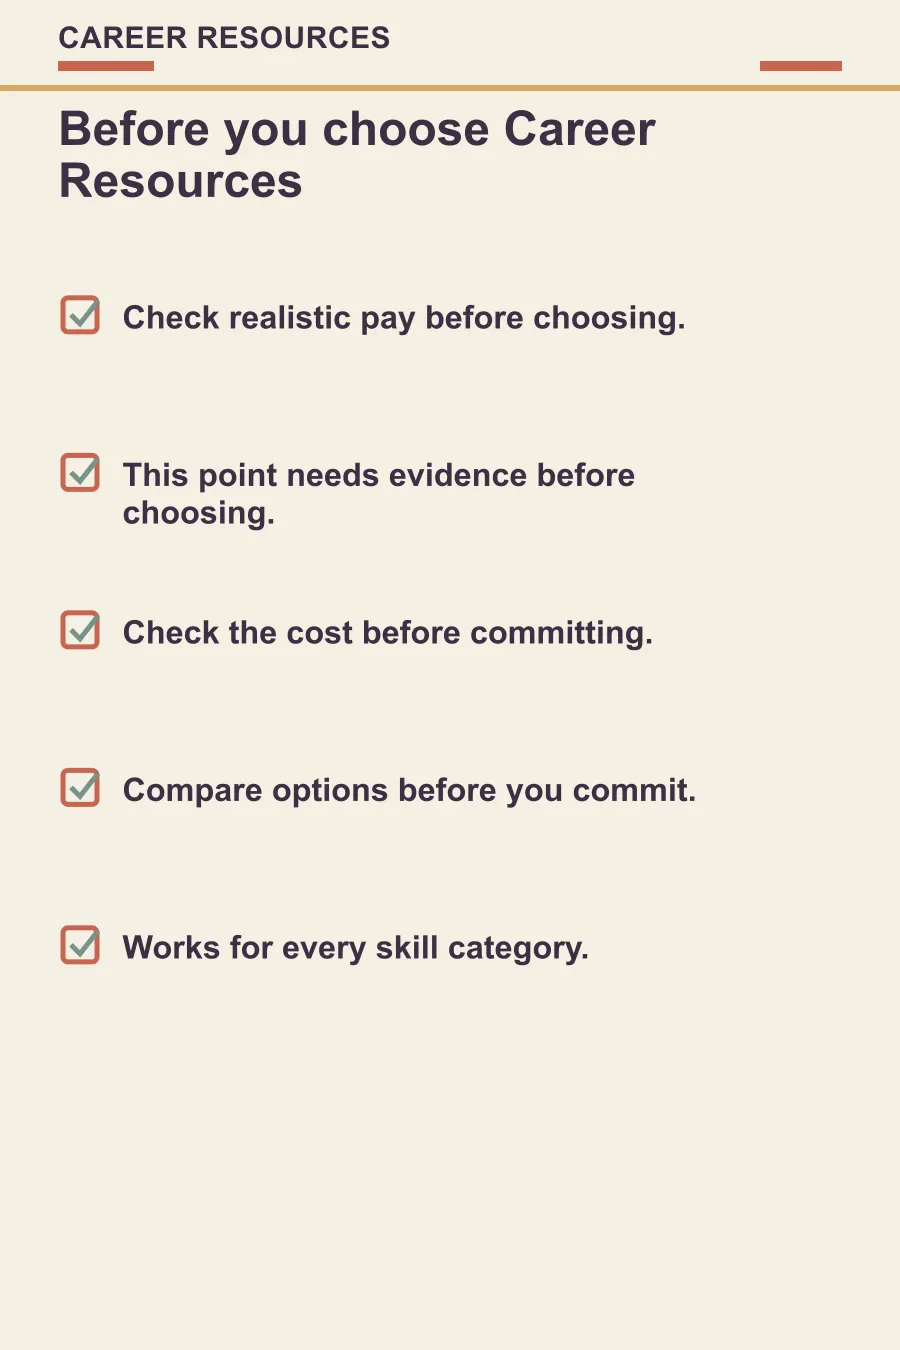 CAREER RESOURCES
Before you choose Career
Resources
Check realistic pay before choosing.
This point needs evidence before
choosing.
Check the cost before committing.
Compare options before you commit.
Works for every skill category.